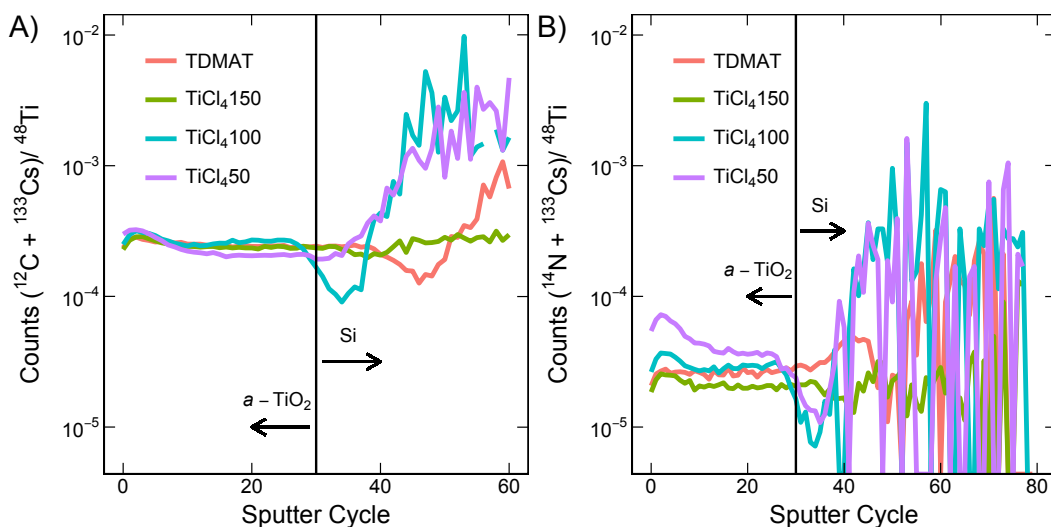 A)
Counts (¹²C + ¹³³Cs)/ ⁴⁸Ti
10⁻²
10⁻³
10⁻⁴
10⁻⁵
TDMAT
TiCl₄150
TiCl₄100
TiCl₄50
Si
a – TiO₂
0
20
40
60
Sputter Cycle
B)
Counts (¹⁴N + ¹³³Cs)/ ⁴⁸Ti
10⁻²
10⁻³
10⁻⁴
10⁻⁵
TDMAT
TiCl₄150
TiCl₄100
TiCl₄50
Si
a – TiO₂
0
20
40
60
80
Sputter Cycle